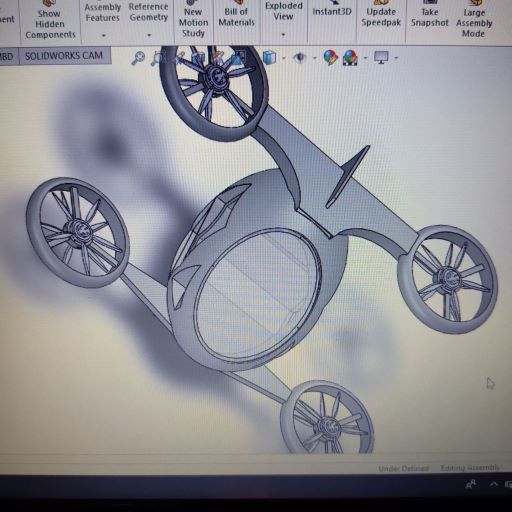 Show
Hidden
Components
Assembly
Features
Reference
Geometry
New
Motion
Study
Bill of
Materials
Exploded
View
Instant3D
Update
Speedpak
Take
Snapshot
Large
Assembly
Mode
SOLIDWORKS CAM
Under Defined
Editing Assembly